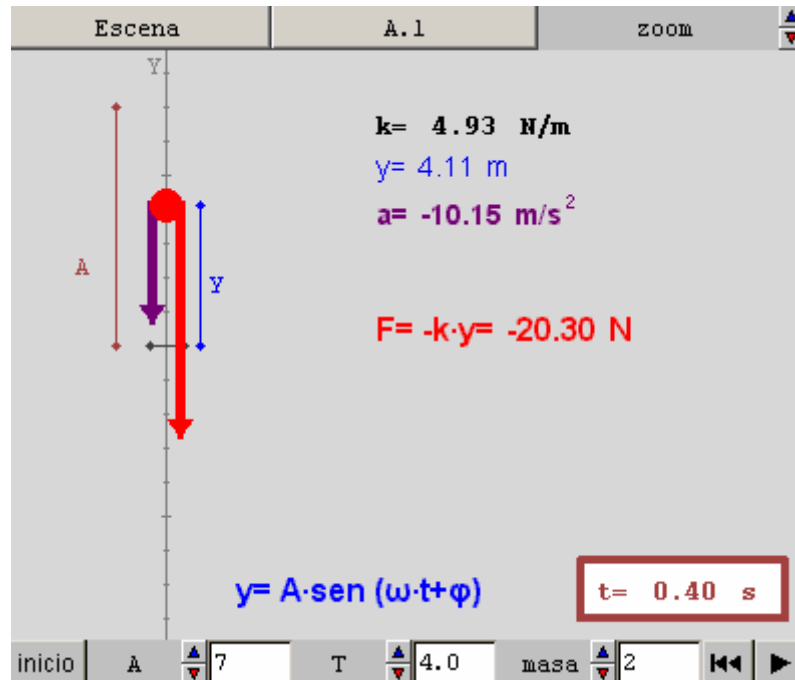 Escena A.1 zoom
Y
k= 4.93 N/m
y= 4.11 m
a= -10.15 m/s²
A
y
F= -k·y= -20.30 N
y= A·sen (ω·t+φ)
t= 0.40 s
inicio A 7 T 4.0 masa 2